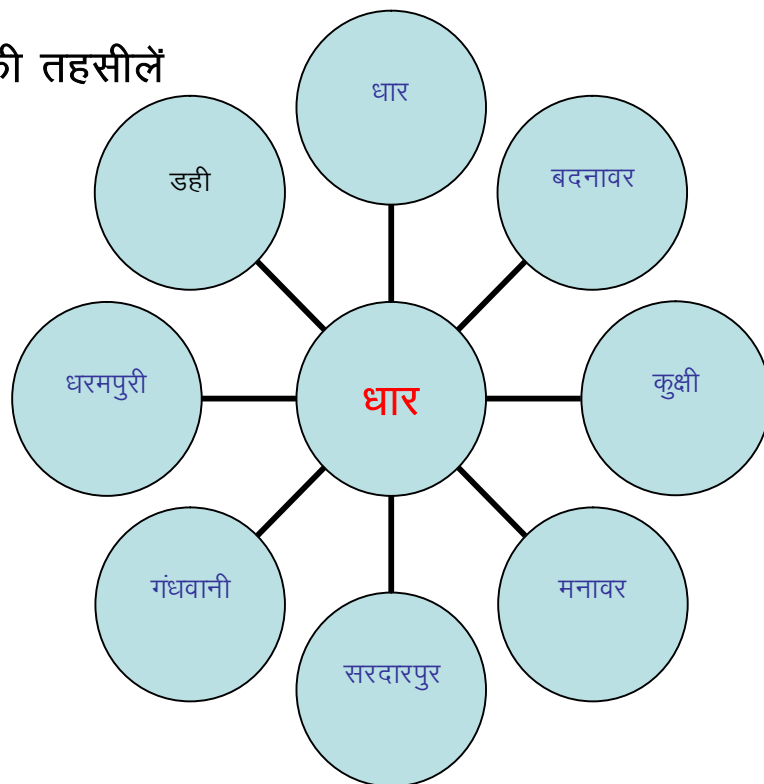 की तहसीलें
धार
बदनावर
डही
कुक्षी
धरमपुरी
धार
मनावर
गंधवानी
सरदारपुर